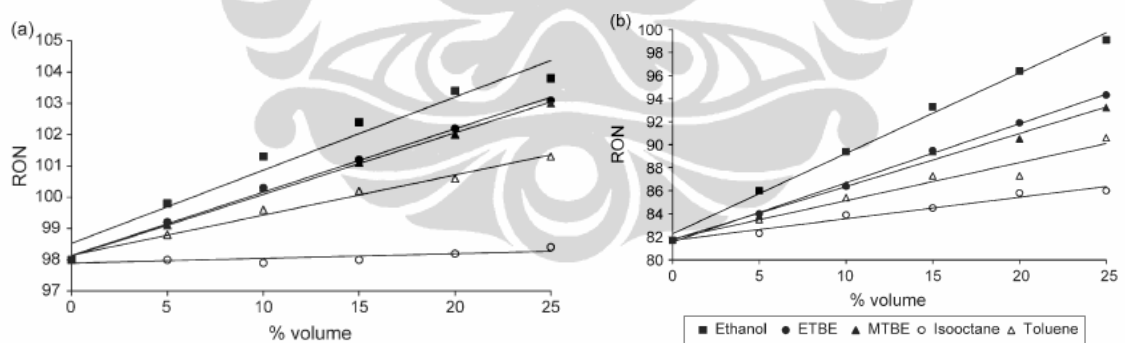 (a)
105
104
103
102
101
100
99
98
97
RON
0 5 10 15 20 25
% volume
(b)
100
98
96
94
92
90
88
86
84
82
80
RON
0 5 10 15 20 25
% volume
■ Ethanol ● ETBE ▲ MTBE ○ Isooctane △ Toluene